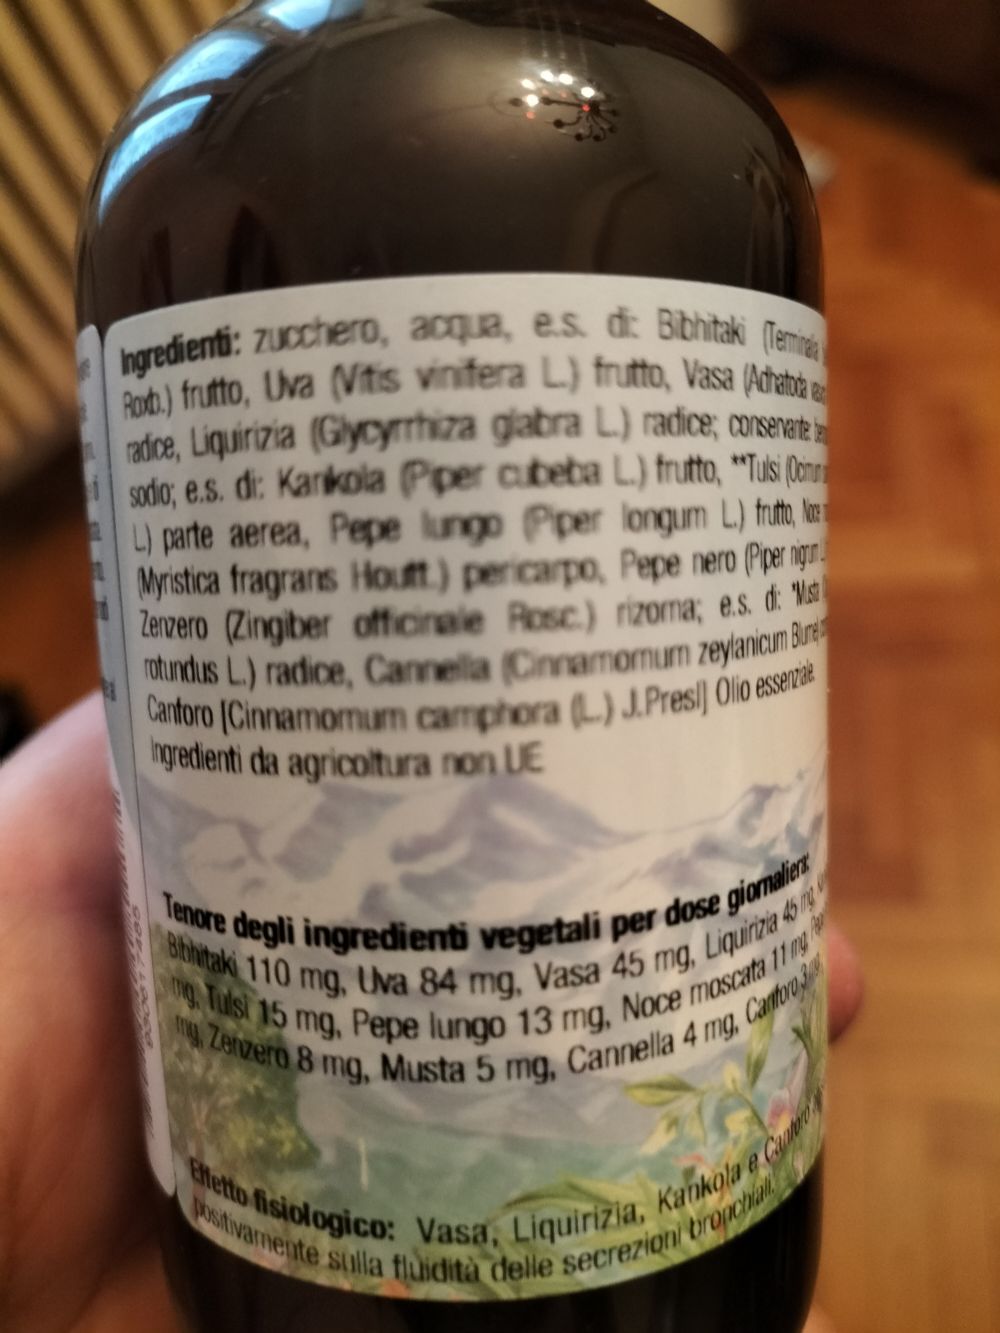 Ingredienti: zucchero, acqua, e.s. di: Bibhitaki (Terminalia
Roxb.) frutto, Uva (Vitis vinifera L.) frutto, Vasa (Adhatoda
radice, Liquirizia (Glycyrrhiza glabra L.) radice; conservante:
sodio; e.s. di: Kankola (Piper cubeba L.) frutto, **Tulsi (Ocimum
L.) parte aerea, Pepe lungo (Piper longum L.) frutto, Noce
(Myristica fragrans Houtt.) pericarpo, Pepe nero (Piper nigrum
Zenzero (Zingiber officinale Rosc.) rizoma; e.s. di: *Musta
rotundus L.) radice, Cannella (Cinnamomum zeylanicum Blume)
Canforo [Cinnamomum camphora (L.) J.Presl] Olio essenziale.
Ingredienti da agricoltura non UE
Tenore degli ingredienti vegetali per dose giornaliera:
Bibhitaki 110 mg, Uva 84 mg, Vasa 45 mg, Liquirizia 45 mg,
mg, Tulsi 15 mg, Pepe lungo 13 mg, Noce moscata 11 mg,
mg, Zenzero 8 mg, Musta 5 mg, Cannella 4 mg, Canforo 3 mg.
Effetto fisiologico: Vasa, Liquirizia, Kankola e Canforo
positivamente sulla fluidità delle secrezioni bronchiali.